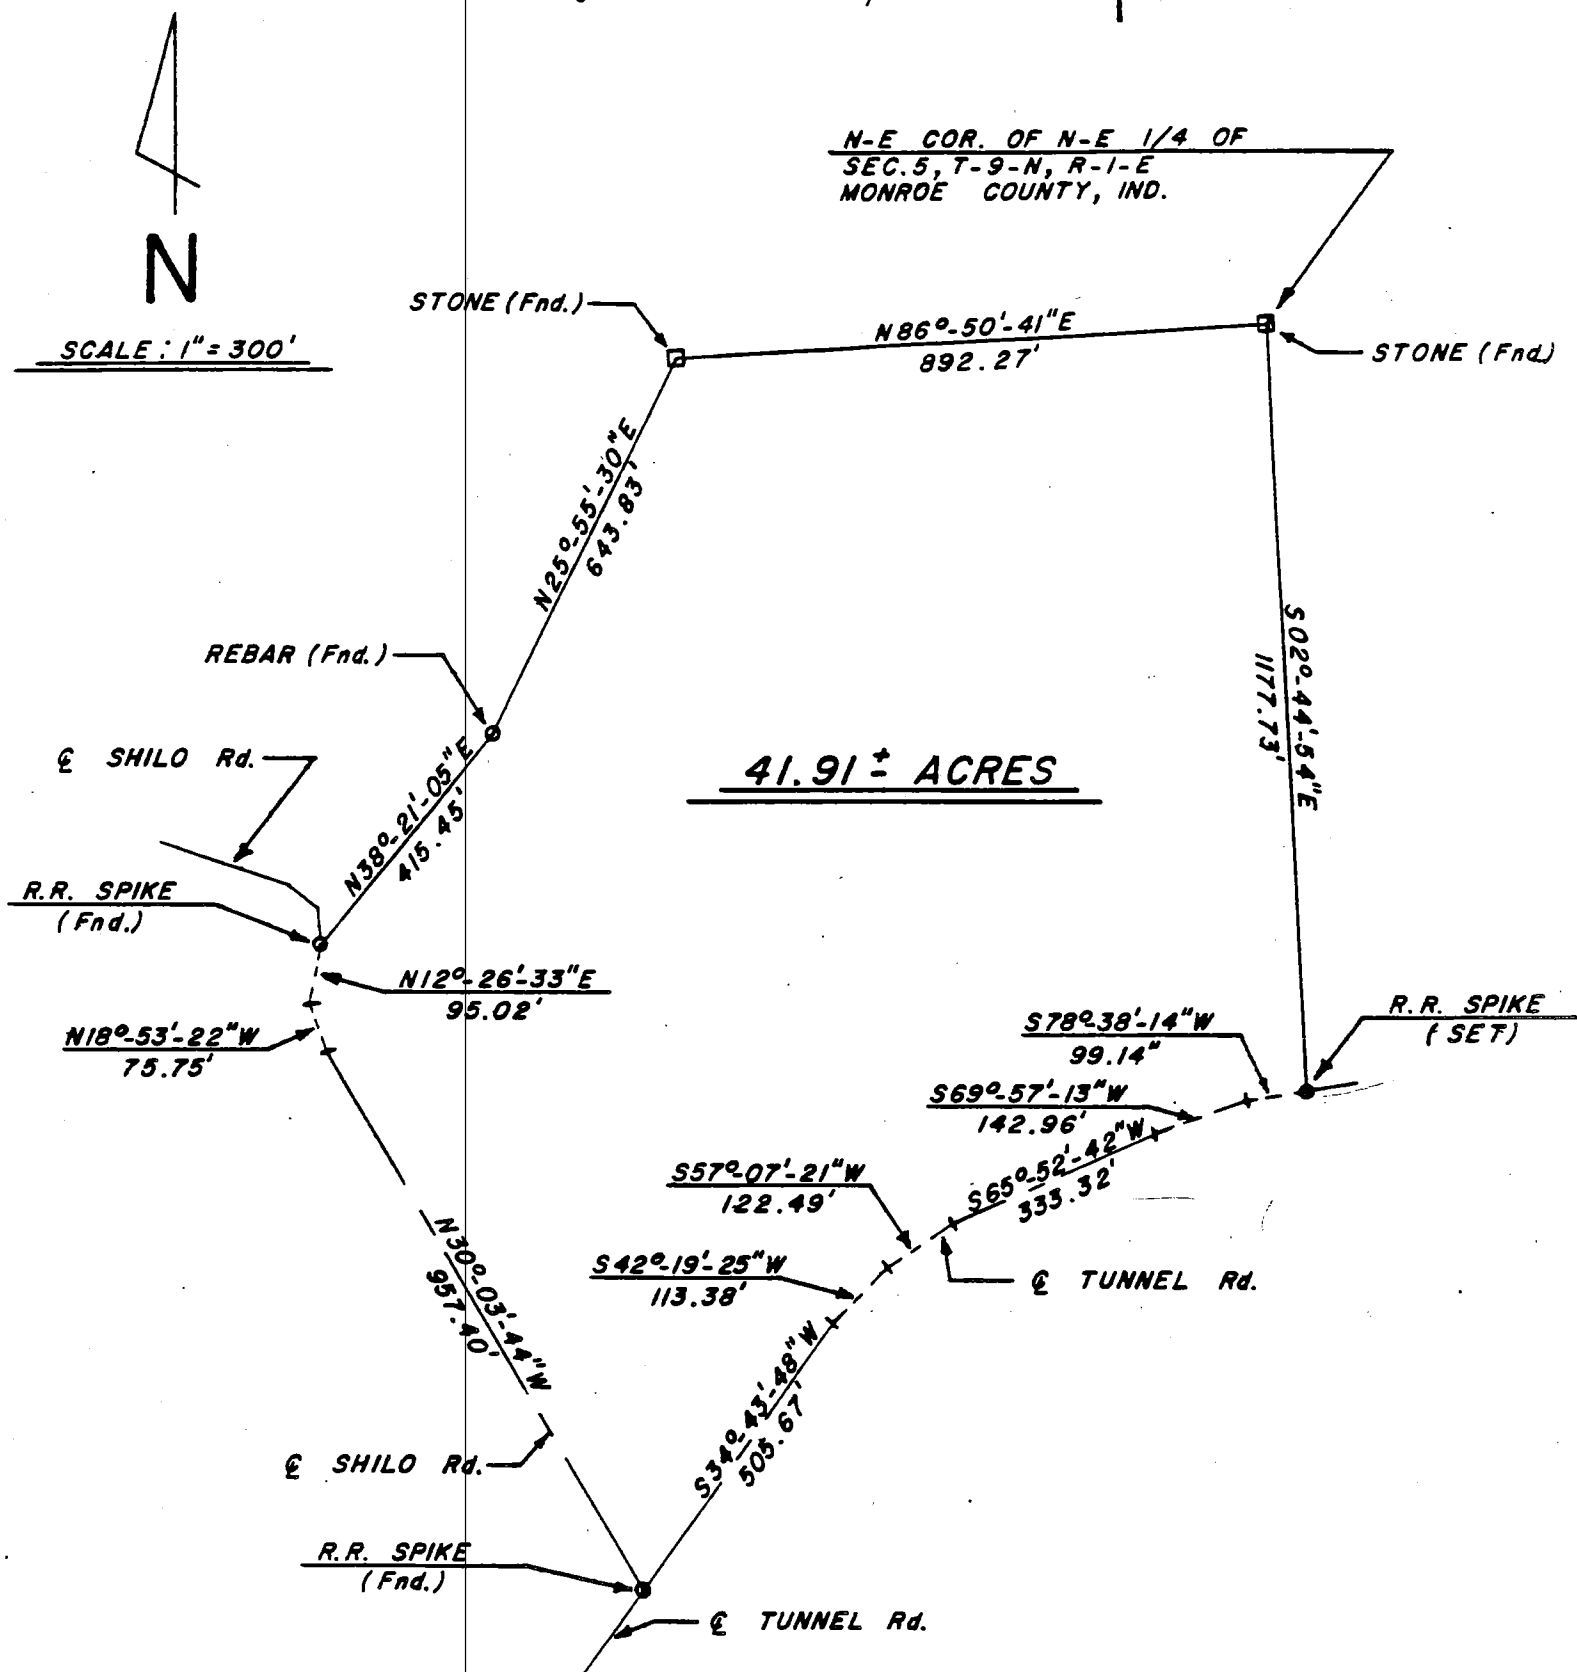 N-E COR. OF N-E 1/4 OF
SEC.5, T-9-N, R-1-E
MONROE COUNTY, IND.
N
SCALE: 1"=300'
STONE (Fnd.)
N86°-50'-41"E
892.27'
STONE (Fnd.)
N25°-55'-30"E
643.83'
REBAR (Fnd.)
S02°-44'-54"E
1177.73'
℄ SHILO Rd.
41.91 ± ACRES
N38°-21'-05"E
415.45'
R.R. SPIKE
(Fnd.)
N12°-26'-33"E
95.02'
N18°-53'-22"W
75.75'
R.R. SPIKE
(SET)
S78°-38'-14"W
99.14"
S69°-57'-13"W
142.96'
S65°-52'-42"W
333.32'
S57°-07'-21"W
122.49'
S42°-19'-25"W
113.38'
℄ TUNNEL Rd.
N30°-03'-44"W
957.40'
S34°-43'-48"W
505.67'
℄ SHILO Rd.
R.R. SPIKE
(Fnd.)
℄ TUNNEL Rd.